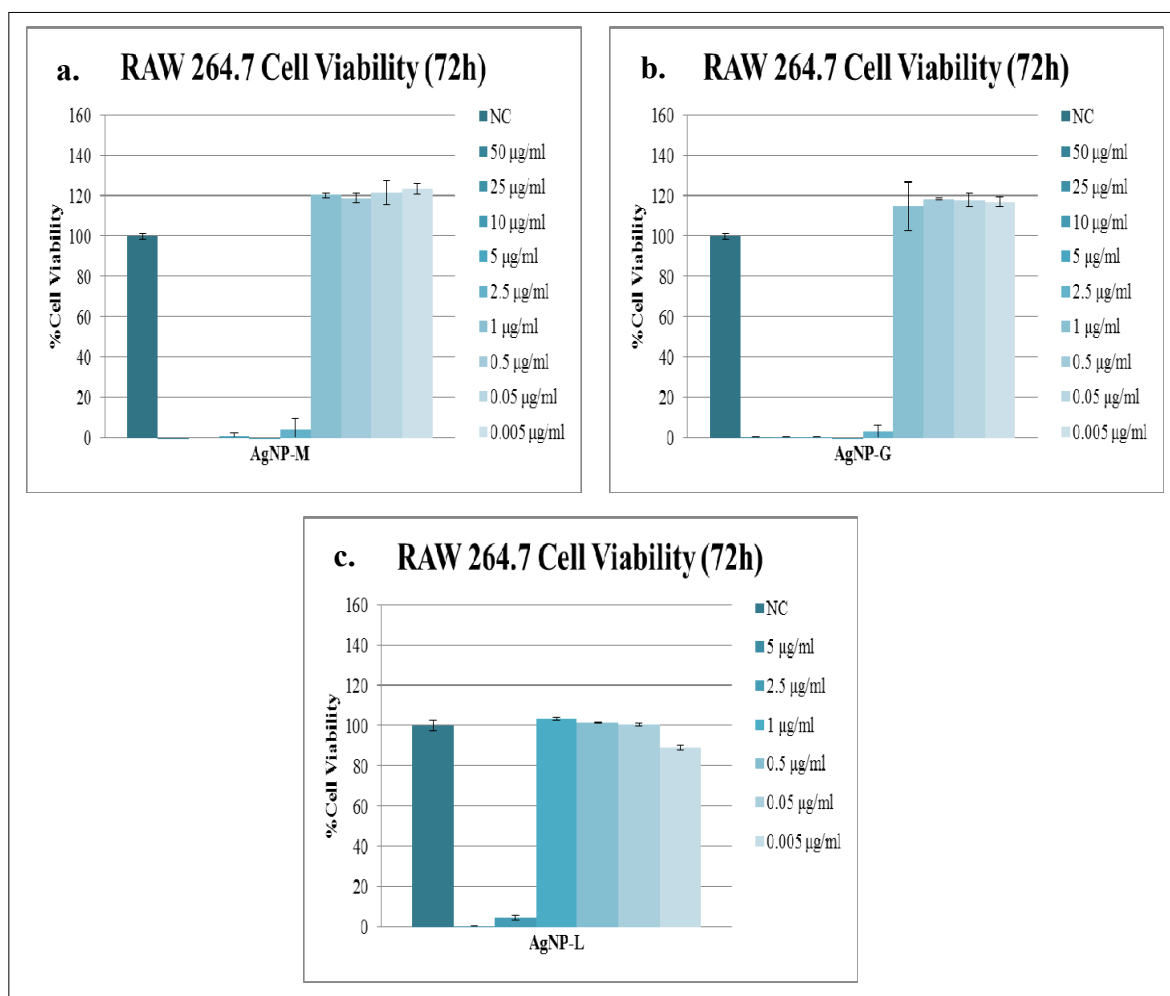 a. RAW 264.7 Cell Viability (72h)
160
140
120
100
80
60
40
20
0
%Cell Viability
AgNP-M
NC
50 µg/ml
25 µg/ml
10 µg/ml
5 µg/ml
2.5 µg/ml
1 µg/ml
0.5 µg/ml
0.05 µg/ml
0.005 µg/ml
b. RAW 264.7 Cell Viability (72h)
160
140
120
100
80
60
40
20
0
%Cell Viability
AgNP-G
NC
50 µg/ml
25 µg/ml
10 µg/ml
5 µg/ml
2.5 µg/ml
1 µg/ml
0.5 µg/ml
0.05 µg/ml
0.005 µg/ml
c. RAW 264.7 Cell Viability (72h)
160
140
120
100
80
60
40
20
0
%Cell Viability
AgNP-L
NC
5 µg/ml
2.5 µg/ml
1 µg/ml
0.5 µg/ml
0.05 µg/ml
0.005 µg/ml